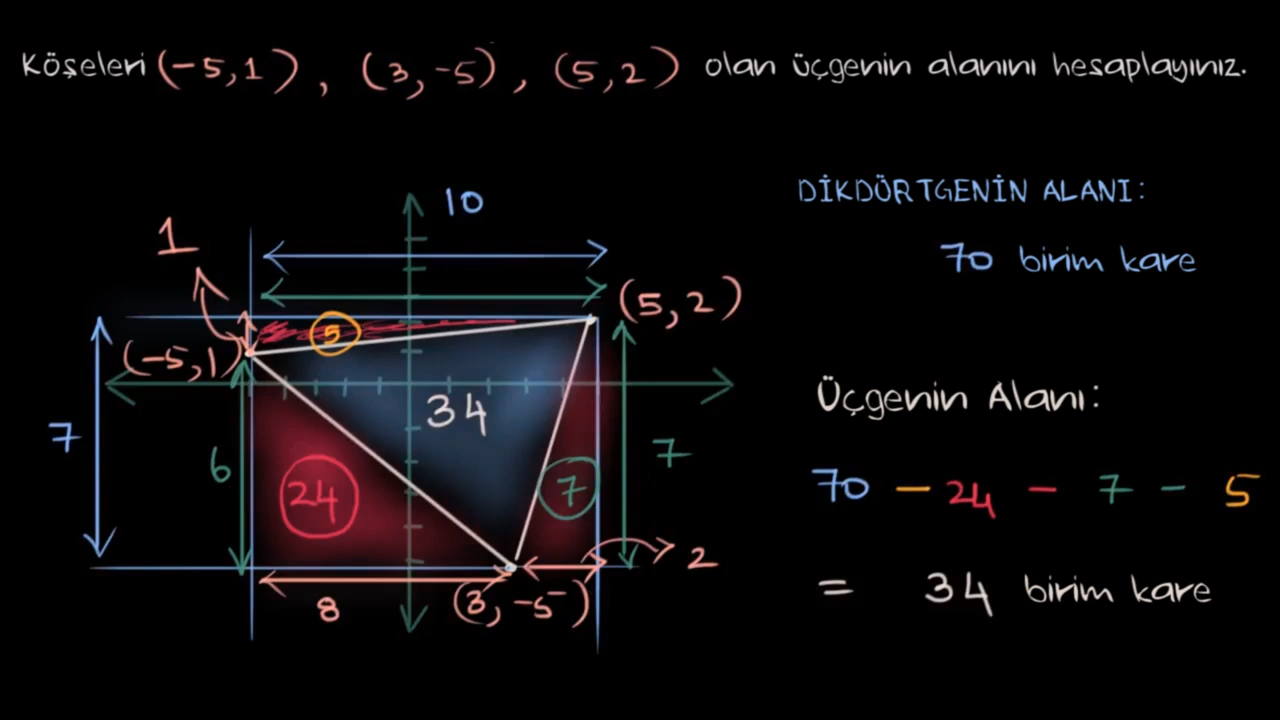 Köşeleri (-5,1), (3,-5), (5,2) olan üçgenin alanını hesaplayınız.
DİKDÖRTGENİN ALANI:
10
70 birim kare
1
(5,2)
5
(-5,1)
Üçgenin Alanı:
34
7
6
7
24
7
70 - 24 - 7 - 5
2
8
(3,-5)
= 34 birim kare